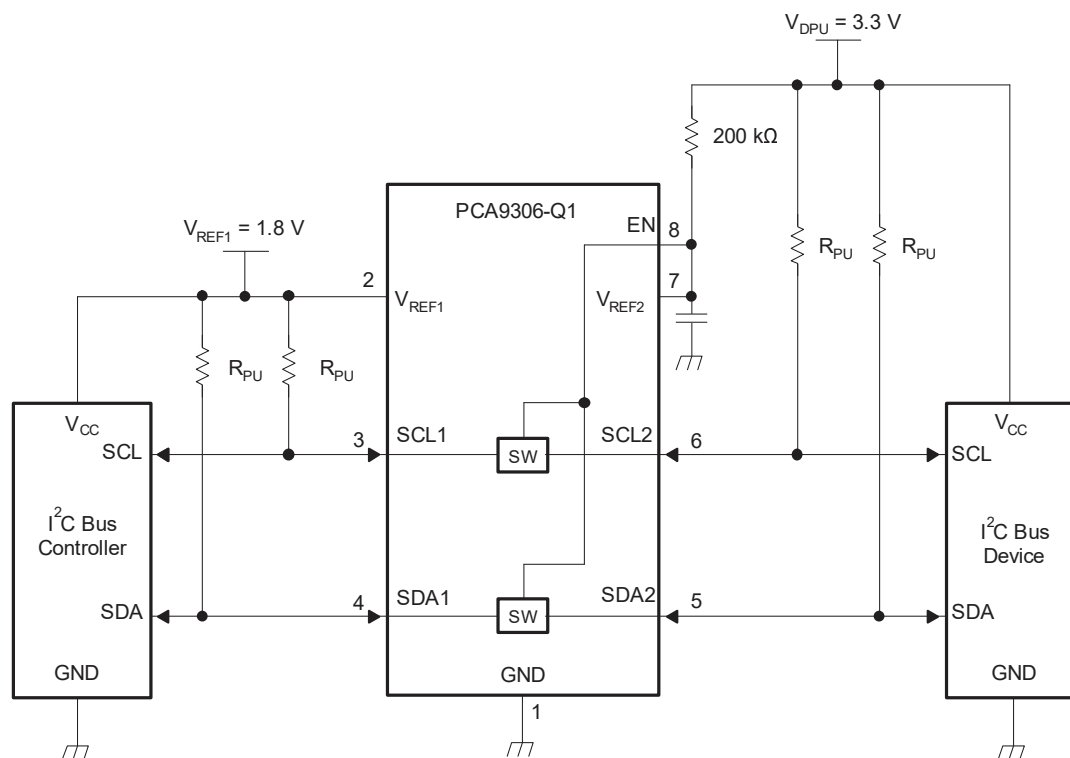 V_DPU = 3.3 V
200 kΩ
PCA9306-Q1
EN
8
V_REF1 = 1.8 V
R_PU
R_PU
2
7
V_REF1
V_REF2
R_PU
R_PU
V_CC
V_CC
SCL
3
SCL1
SW
SCL2
6
SCL
I²C Bus
Controller
I²C Bus
Device
SDA
4
SDA1
SW
SDA2
5
SDA
GND
GND
GND
1